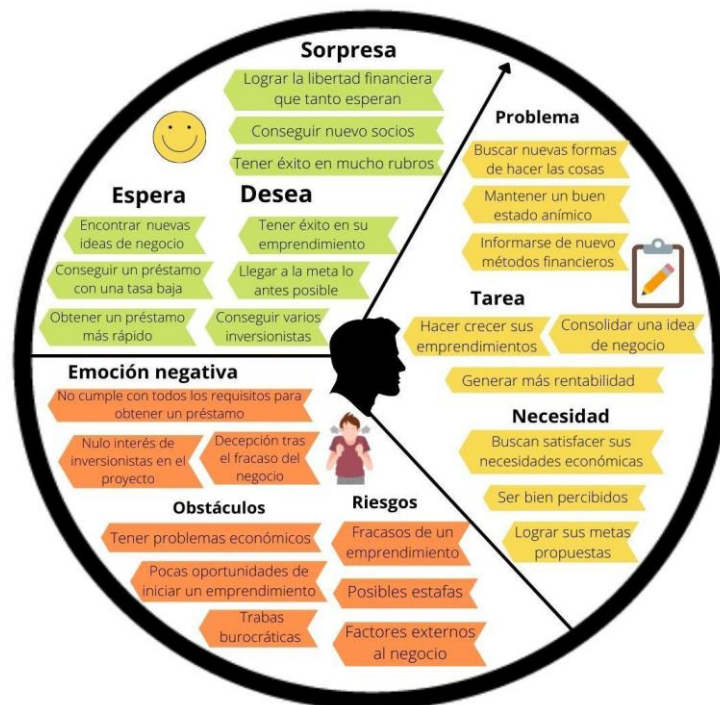 Sorpresa
Lograr la libertad financiera
que tanto esperan
Conseguir nuevo socios
Tener éxito en mucho rubros
Espera
Encontrar nuevas
ideas de negocio
Conseguir un préstamo
con una tasa baja
Obtener un préstamo
más rápido
Desea
Tener éxito en su
emprendimiento
Llegar a la meta lo
antes posible
Conseguir varios
inversionistas
Problema
Buscar nuevas formas
de hacer las cosas
Mantener un buen
estado anímico
Informarse de nuevo
métodos financieros
Tarea
Hacer crecer sus
emprendimientos
Consolidar una idea
de negocio
Generar más rentabilidad
Necesidad
Buscan satisfacer sus
necesidades económicas
Ser bien percibidos
Lograr sus metas
propuestas
Emoción negativa
No cumple con todos los requisitos para
obtener un préstamo
Nulo interés de
inversionistas en el
proyecto
Decepción tras
el fracaso del
negocio
Obstáculos
Tener problemas económicos
Pocas oportunidades de
iniciar un emprendimiento
Trabas
burocráticas
Riesgos
Fracasos de un
emprendimiento
Posibles estafas
Factores externos
al negocio